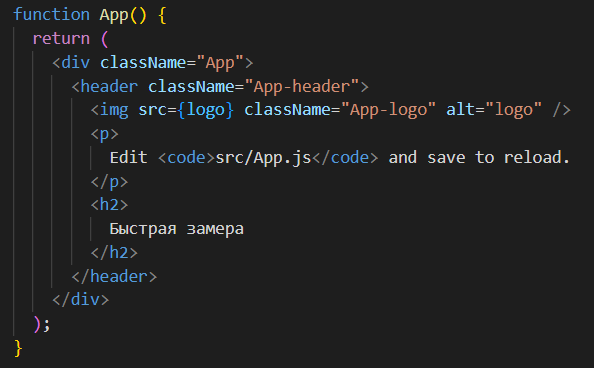 function App() {
return (
<div className="App">
<header className="App-header">
<img src={logo} className="App-logo" alt="logo" />
<p>
Edit <code>src/App.js</code> and save to reload.
</p>
<h2>
Быстрая замера
</h2>
</header>
</div>
);
}